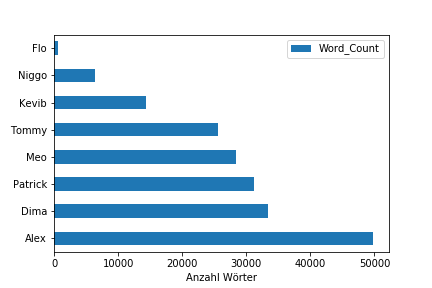 Word_Count
Flo
Niggo
Kevib
Tommy
Meo
Patrick
Dima
Alex
0 10000 20000 30000 40000 50000
Anzahl Wörter